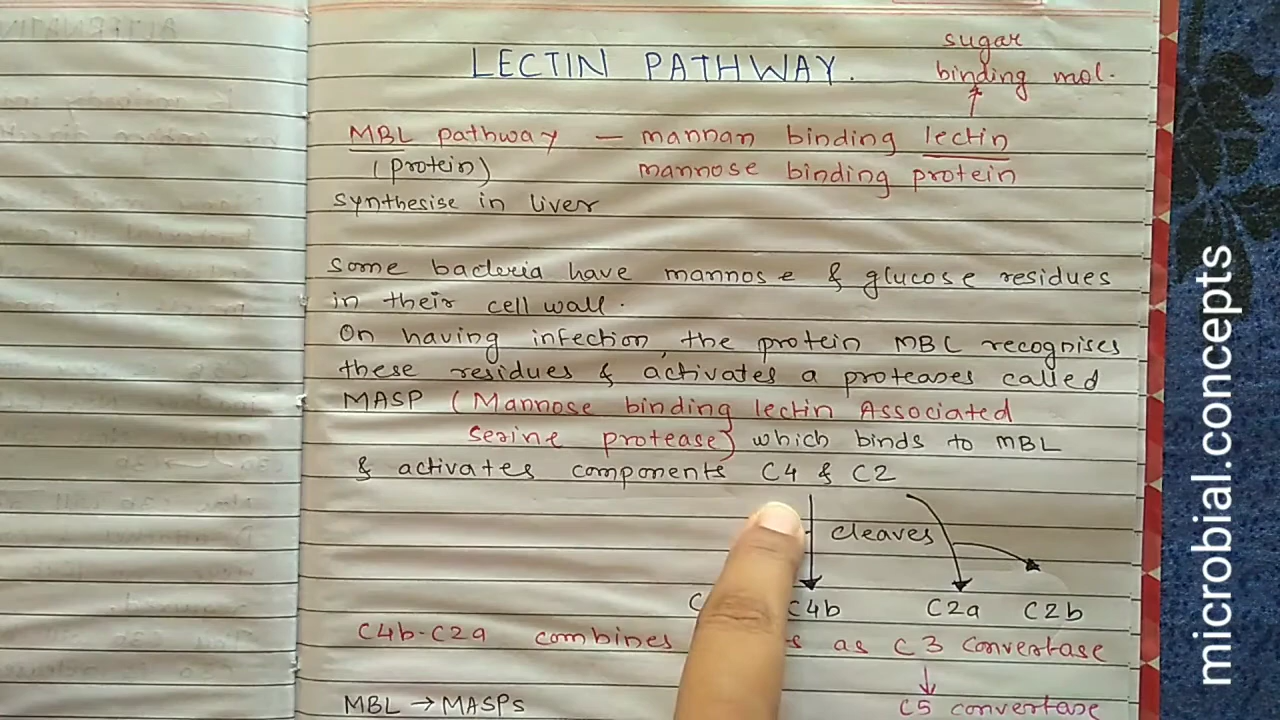 LECTIN PATHWAY.
sugar
binding mol.
MBL pathway — mannan binding lectin
(protein) mannose binding protein
synthesise in liver
Some bacteria have mannose & glucose residues
in their cell wall.
On having infection, the protein MBL recognises
these residues & activates a proteases called
MASP (Mannose binding lectin Associated
Serine protease) which binds to MBL
& activates components C4 & C2
cleaves
C4b C2a C2b
C4b-C2a combines as C3 convertase
↓
MBL → MASPs C5 convertase
microbial.concepts